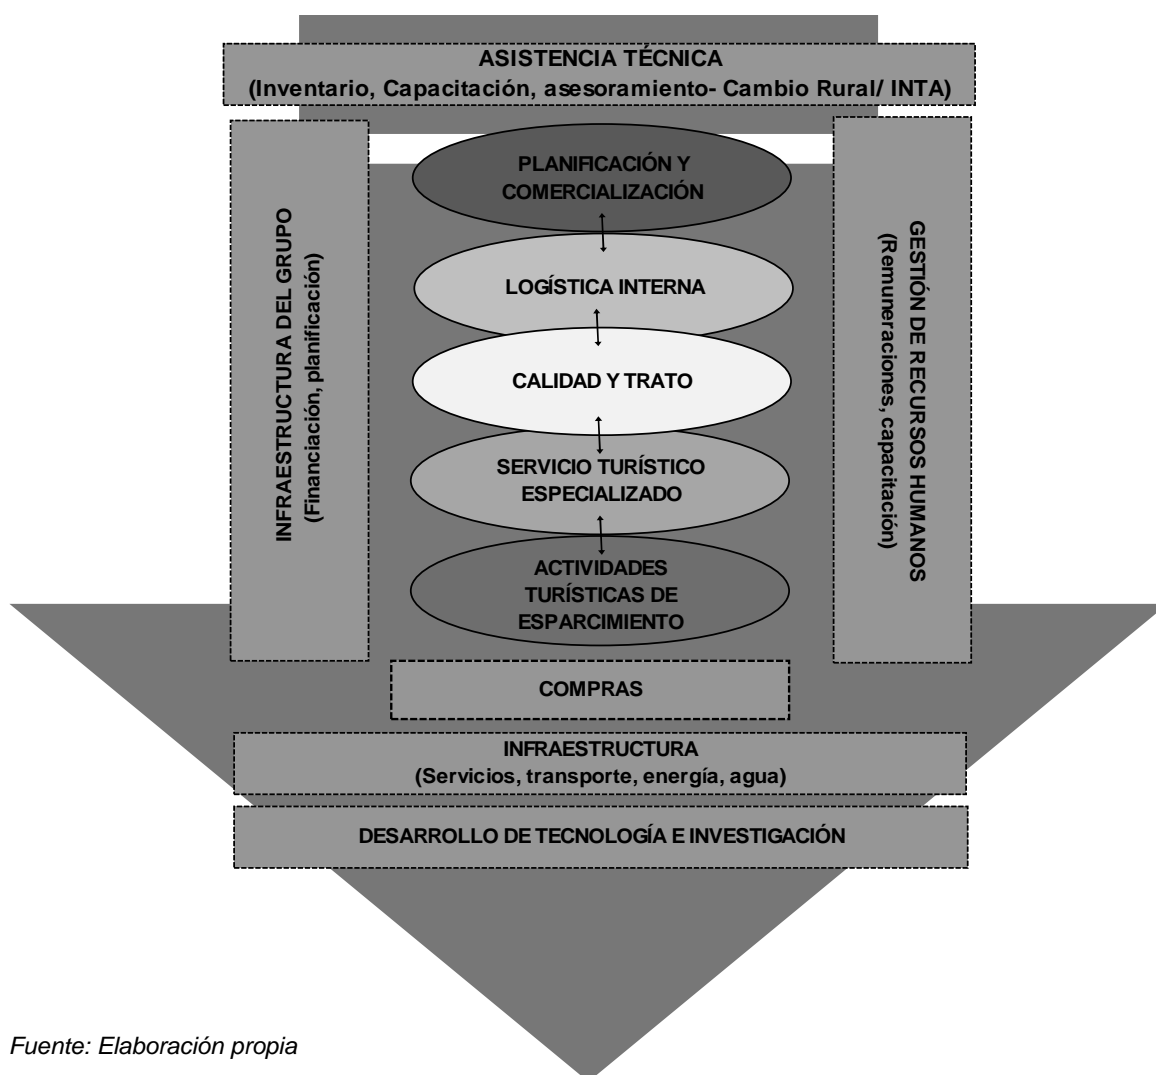 ASISTENCIA TÉCNICA
(Inventario, Capacitación, asesoramiento- Cambio Rural/ INTA)
INFRAESTRUCTURA DEL GRUPO
(Financiación, planificación)
PLANIFICACIÓN Y
COMERCIALIZACIÓN
LOGÍSTICA INTERNA
CALIDAD Y TRATO
SERVICIO TURÍSTICO
ESPECIALIZADO
ACTIVIDADES
TURÍSTICAS DE
ESPARCIMIENTO
GESTIÓN DE RECURSOS HUMANOS
(Remuneraciones, capacitación)
COMPRAS
INFRAESTRUCTURA
(Servicios, transporte, energía, agua)
DESARROLLO DE TECNOLOGÍA E INVESTIGACIÓN
Fuente: Elaboración propia